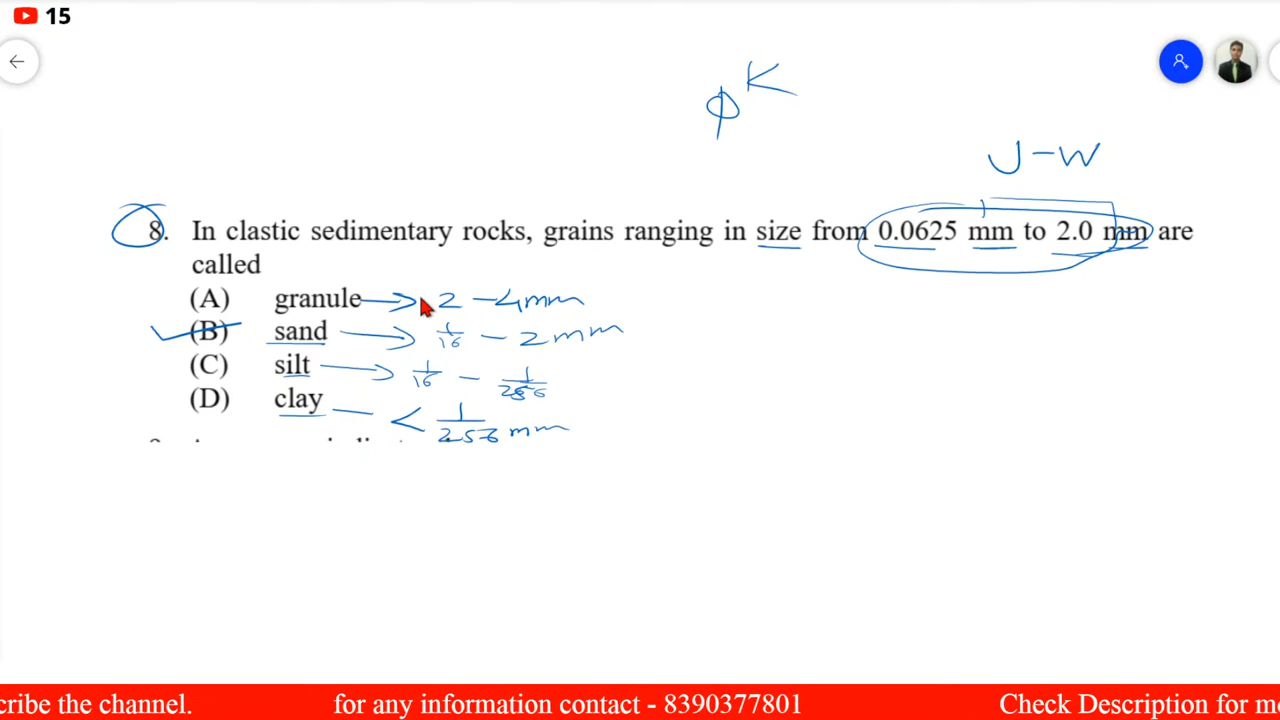 15
K
φ
J-W
8. In clastic sedimentary rocks, grains ranging in size from 0.0625 mm to 2.0 mm are
called
(A) granule → 2 - 4mm
(B) sand → 1/16 - 2mm
(C) silt → 1/16 - 1/256
(D) clay - < 1/256 mm
cribe the channel. for any information contact - 8390377801 Check Description for m